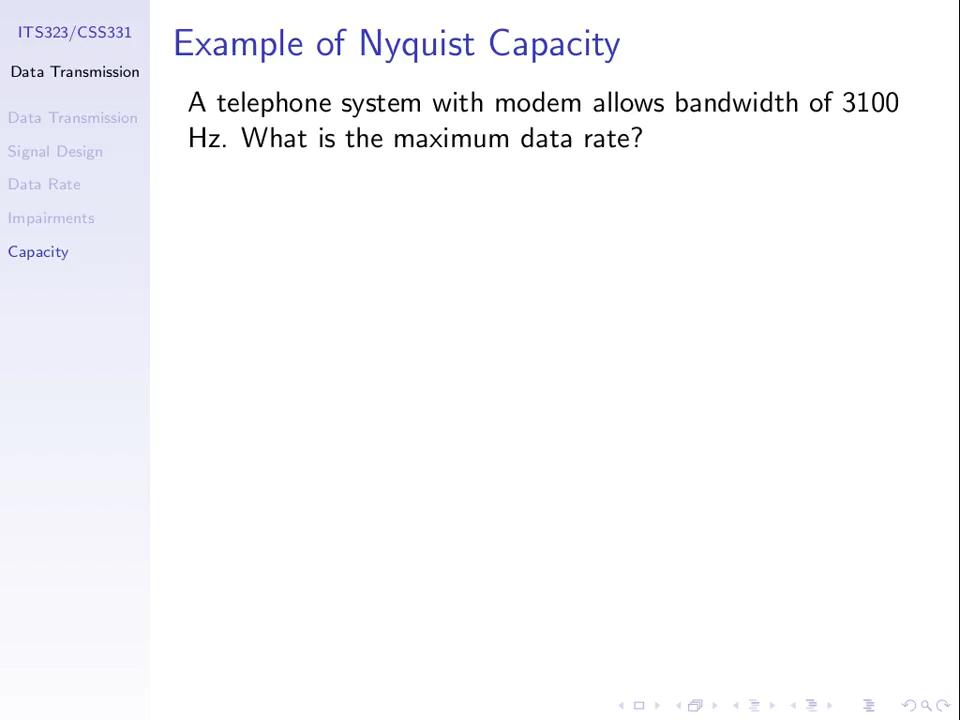 ITS323/CSS331
Data Transmission
Data Transmission
Signal Design
Data Rate
Impairments
Capacity
Example of Nyquist Capacity
A telephone system with modem allows bandwidth of 3100
Hz. What is the maximum data rate?